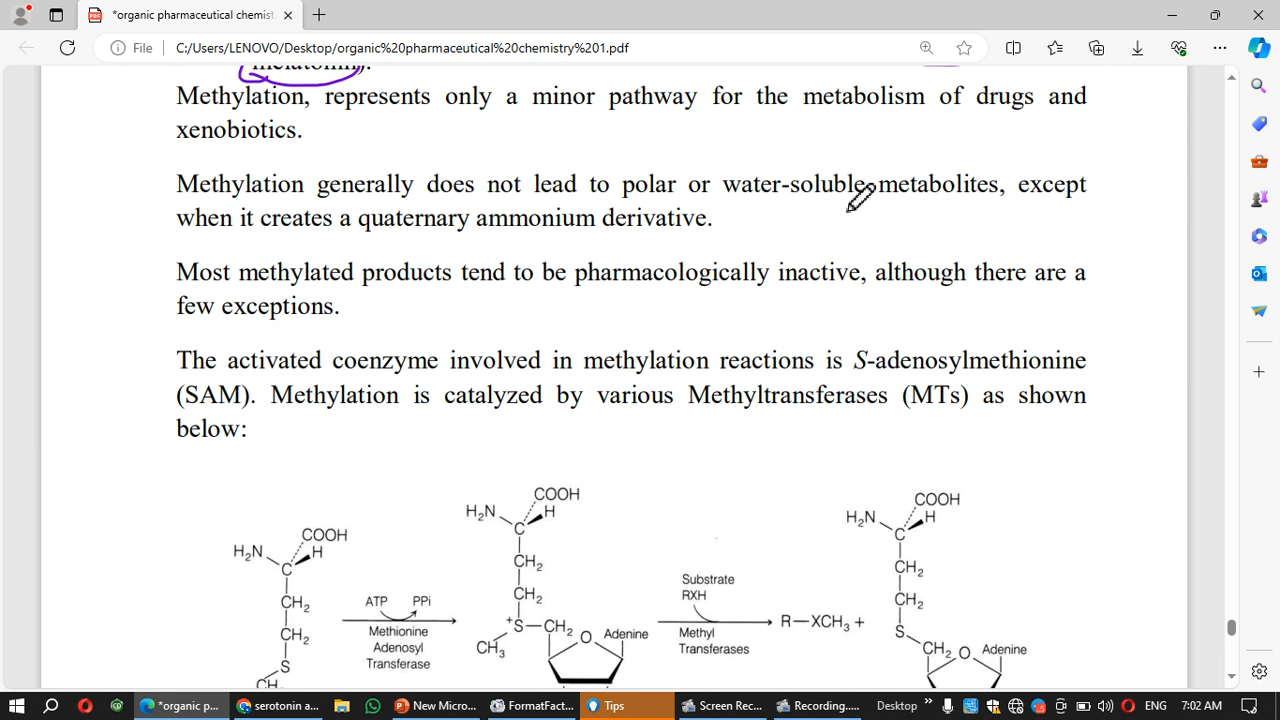 *organic pharmaceutical chemist
File
C:/Users/LENOVO/Desktop/organic%20pharmaceutical%20chemistry%201.pdf
melatonin).
Methylation, represents only a minor pathway for the metabolism of drugs and
xenobiotics.
Methylation generally does not lead to polar or water-soluble metabolites, except
when it creates a quaternary ammonium derivative.
Most methylated products tend to be pharmacologically inactive, although there are a
few exceptions.
The activated coenzyme involved in methylation reactions is S-adenosylmethionine
(SAM). Methylation is catalyzed by various Methyltransferases (MTs) as shown
below:
COOH
H2N
H
C
CH2
CH2
S
CH3
ATP
PPi
Methionine
Adenosyl
Transferase
COOH
H2N
H
C
CH2
CH2
+S—CH2
CH3
O
Adenine
Substrate
RXH
Methyl
Transferases
R—XCH3 +
COOH
H2N
H
C
CH2
CH2
S
CH2
O
Adenine
*organic p...
serotonin a...
New Micro...
FormatFact...
Tips
Screen Rec...
Recording....
Desktop
ENG
7:02 AM